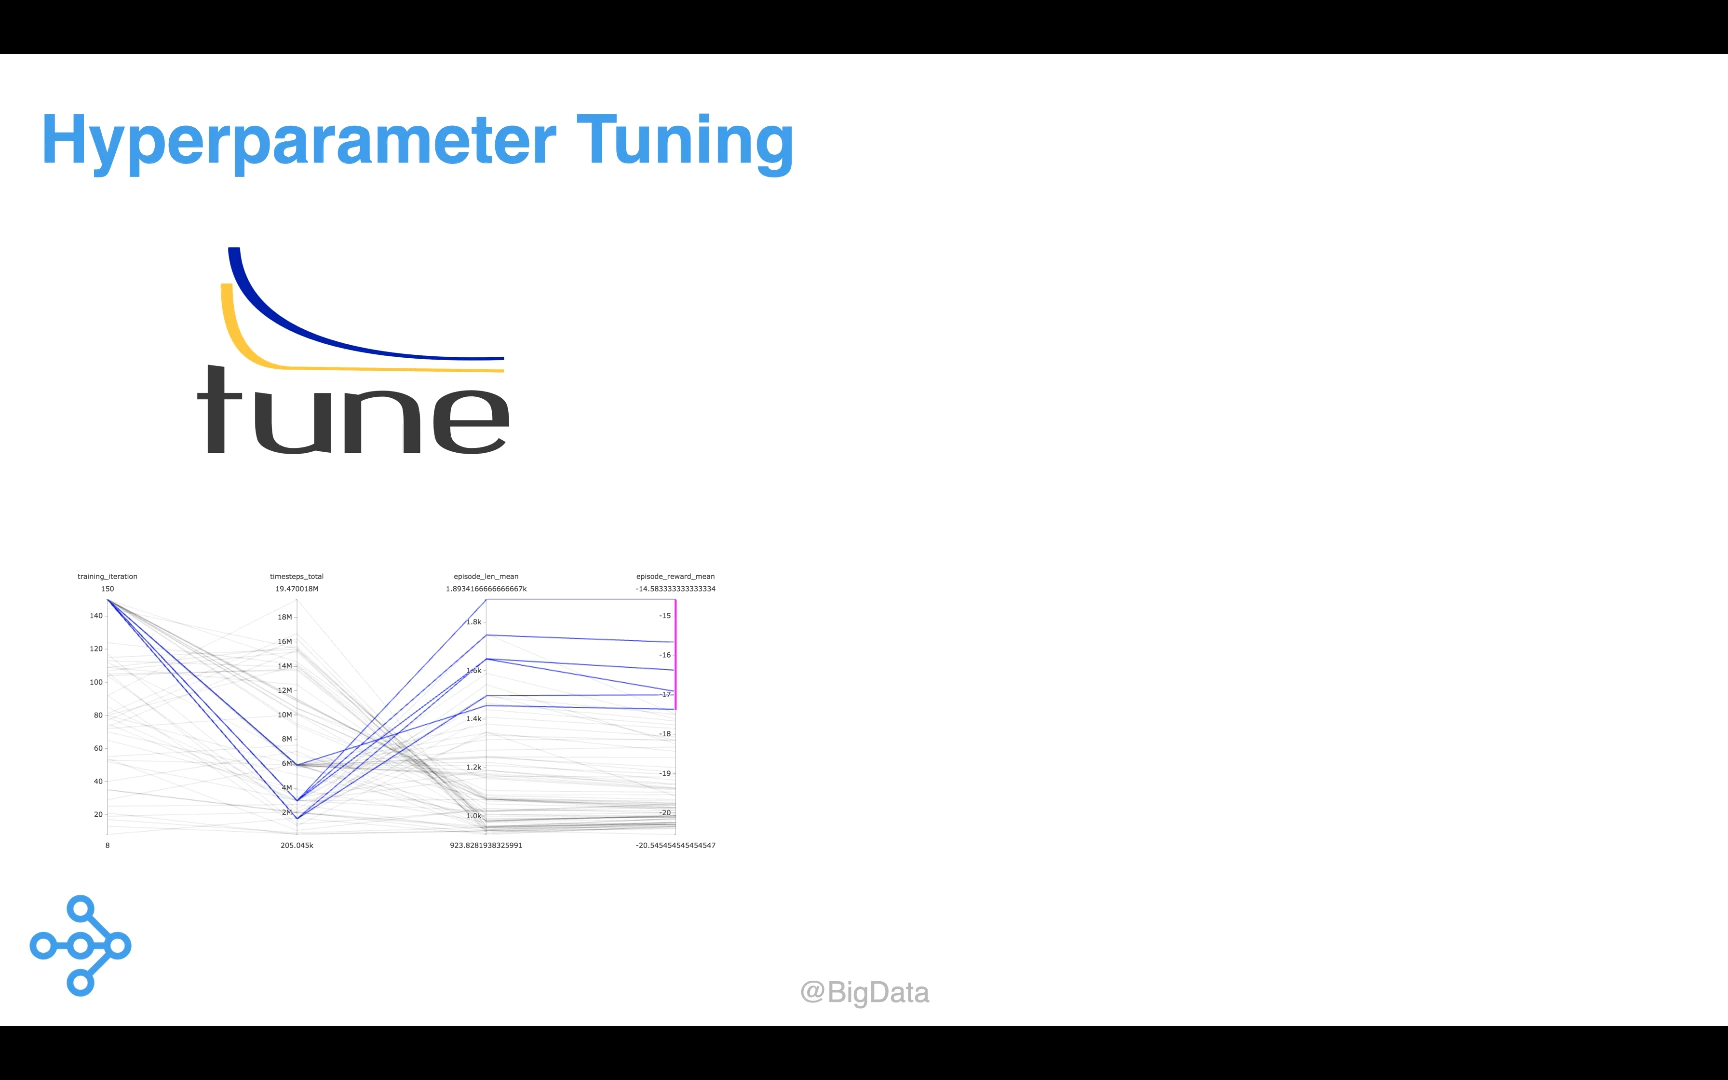 Hyperparameter Tuning
tune
training_iteration
150
140
120
100
80
60
40
20
8
timesteps_total
19.470018M
18M
16M
14M
12M
10M
8M
6M
4M
2M
205.045k
episode_len_mean
1.8934166666666667k
1.8k
1.6k
1.4k
1.2k
1.0k
923.8281938325991
episode_reward_mean
-14.583333333333334
-15
-16
-17
-18
-19
-20
-20.545454545454547
@BigData